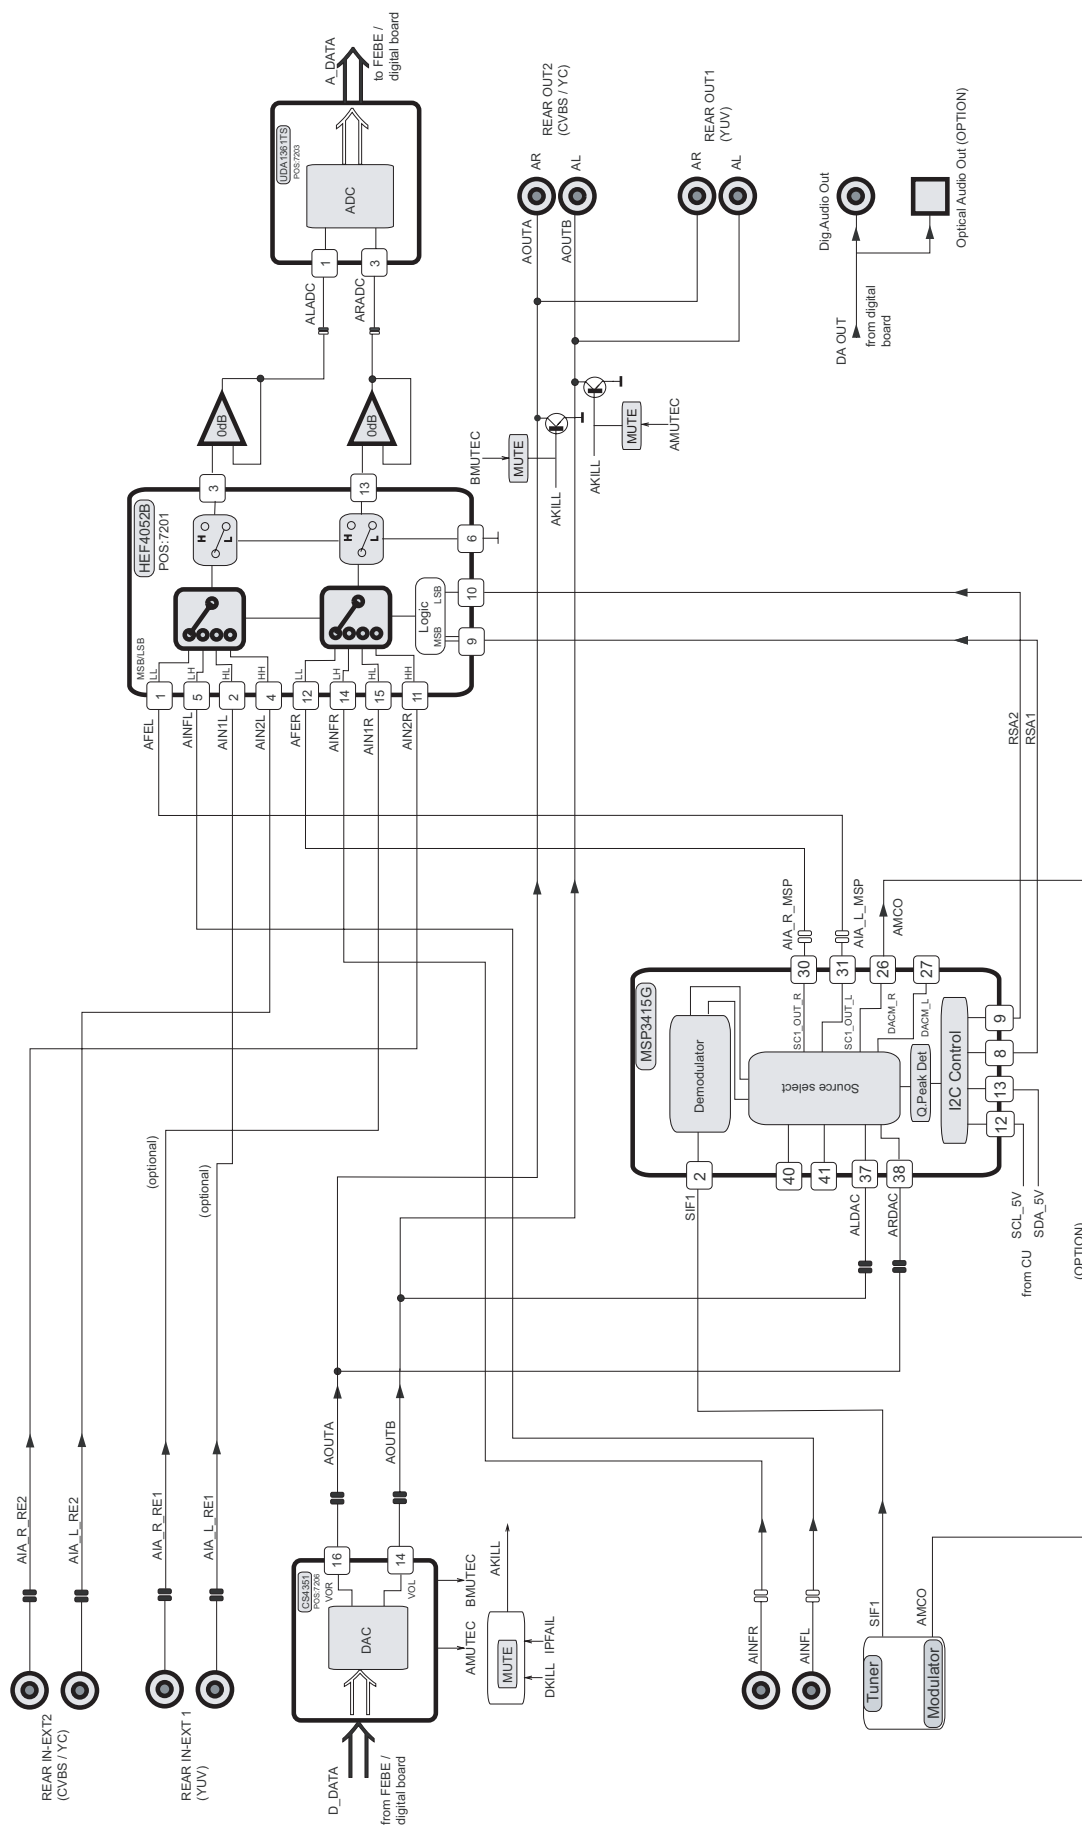 REAR IN-EXT2
(CVBS / YC)
AIA_R_RE2
AIA_L_RE2
REAR IN-EXT 1
(YUV)
AIA_R_RE1
AIA_L_RE1
(optional)
(optional)
D_DATA
from FEBE /
digital board
CS4351
POS:7206
DAC
VOR
VOL
16
14
AOUTA
AOUTB
AMUTEC
BMUTEC
MUTE
DKILL
IPFAIL
AKILL
AINFR
AINFL
Tuner
Modulator
SIF1
AMCO
MSP3415G
Demodulator
Source select
Q.Peak Det
I2C Control
SIF1
2
40
41
ALDAC
37
ARDAC
38
12
13
8
9
SCL_5V
SDA_5V
from CU
(OPTION)
SC1_OUT_R
SC1_OUT_L
DACM_R
DACM_L
30
31
26
27
AIA_R_MSP
AIA_L_MSP
AMCO
RSA2
RSA1
HEF4052B
POS:7201
MSB/LSB
AFEL
1
LL
AINFL
5
LH
AIN1L
2
HL
AIN2L
4
HH
AFER
12
LL
AINFR
14
LH
AIN1R
15
HL
AIN2R
11
HH
Logic
MSB
LSB
9
10
6
H
L
H
L
3
13
0dB
0dB
ALADC
ARADC
1
3
UDA1361TS
POS:7203
ADC
A_DATA
to FEBE /
digital board
BMUTEC
MUTE
AKILL
AKILL
MUTE
AMUTEC
AOUTA
AOUTB
AR
AL
REAR OUT2
(CVBS / YC)
AR
AL
REAR OUT1
(YUV)
DA OUT
from digital
board
Dig.Audio Out
Optical Audio Out (OPTION)